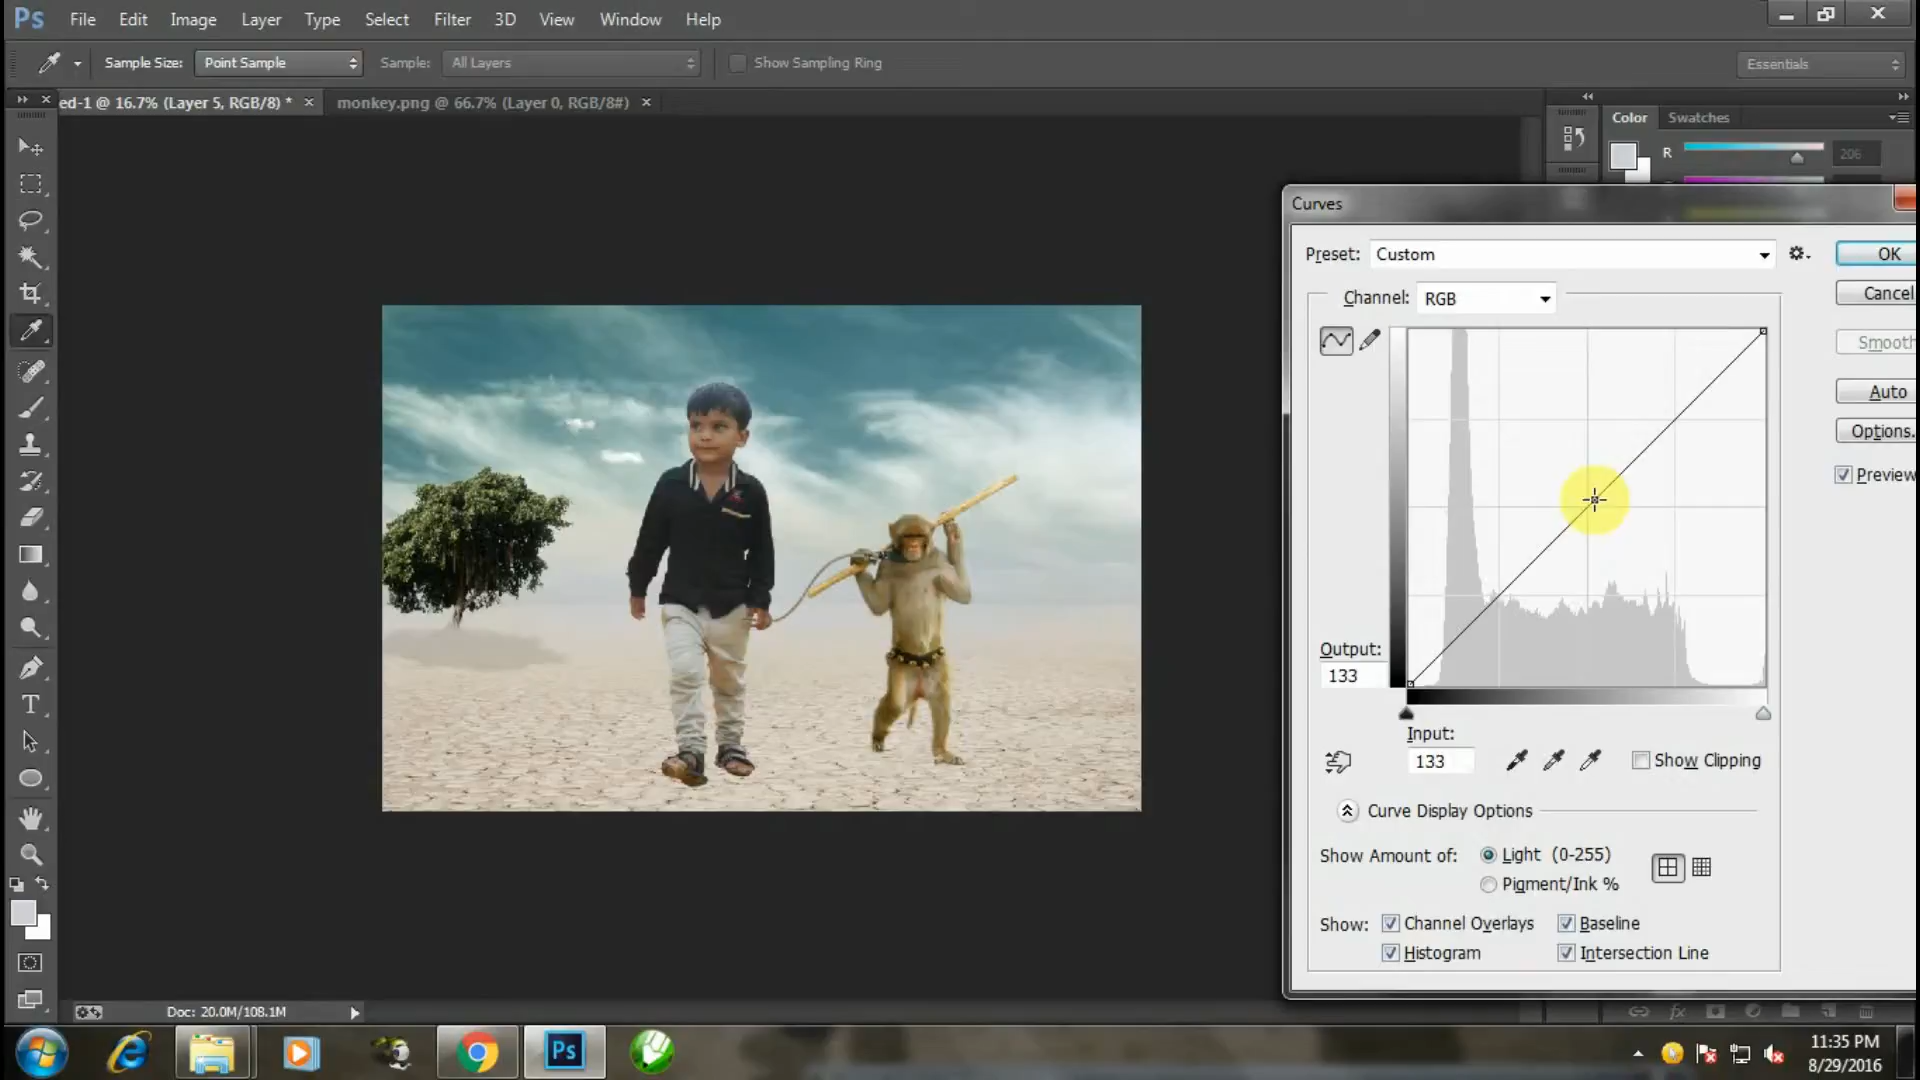 Ps File Edit Image Layer Type Select Filter 3D View Window Help
Sample Size: Point Sample Sample: All Layers Show Sampling Ring Essentials
ed-1 @ 16.7% (Layer 5, RGB/8) * × monkey.png @ 66.7% (Layer 0, RGB/8#) ×
Color Swatches
R 206
Curves
Preset: Custom OK
Channel: RGB Cancel
Smooth
Auto
Options.
Preview
Output:
133
Input:
133
Show Clipping
Curve Display Options
Show Amount of: Light (0-255)
Pigment/Ink %
Show: Channel Overlays Baseline
Histogram Intersection Line
Doc: 20.0M/108.1M
fx
Ps
11:35 PM
8/29/2016